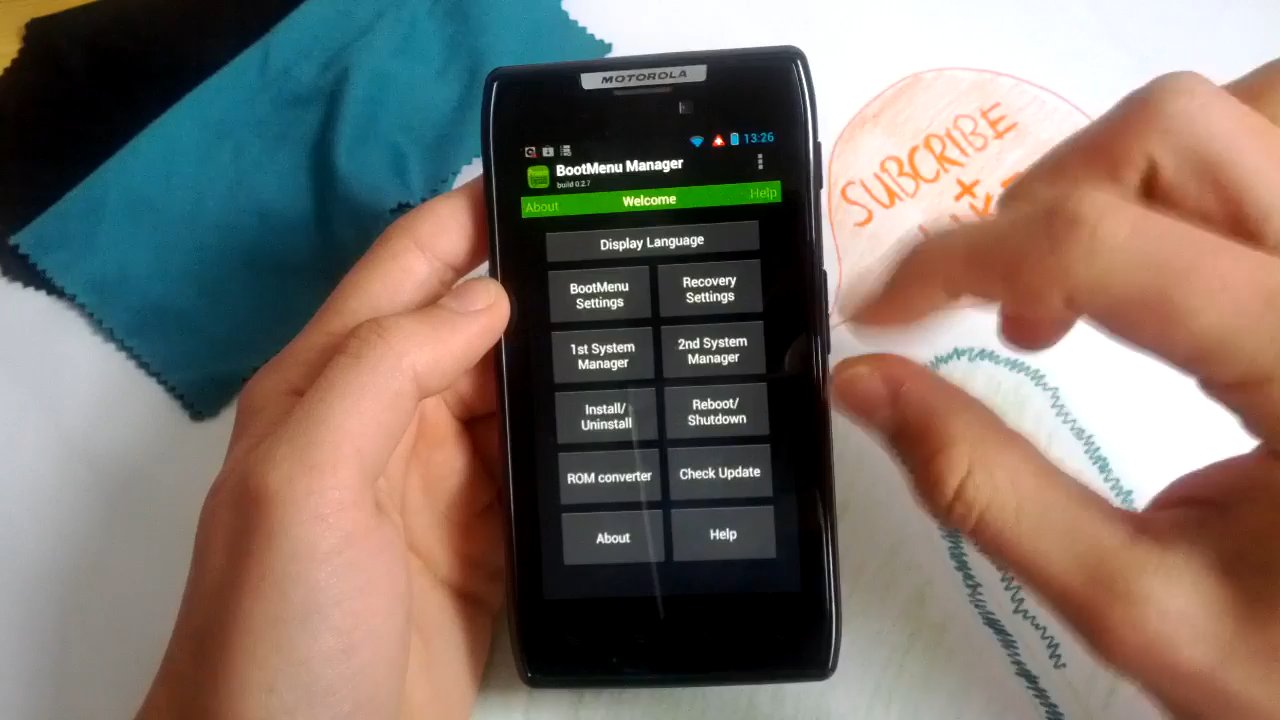 MOTOROLA
13:26
BootMenu Manager
build 0.2.7
About Welcome Help
Display Language
BootMenu Settings
Recovery Settings
1st System Manager
2nd System Manager
Install/ Uninstall
Reboot/ Shutdown
ROM converter
Check Update
About
Help
SUBCRIBE
+